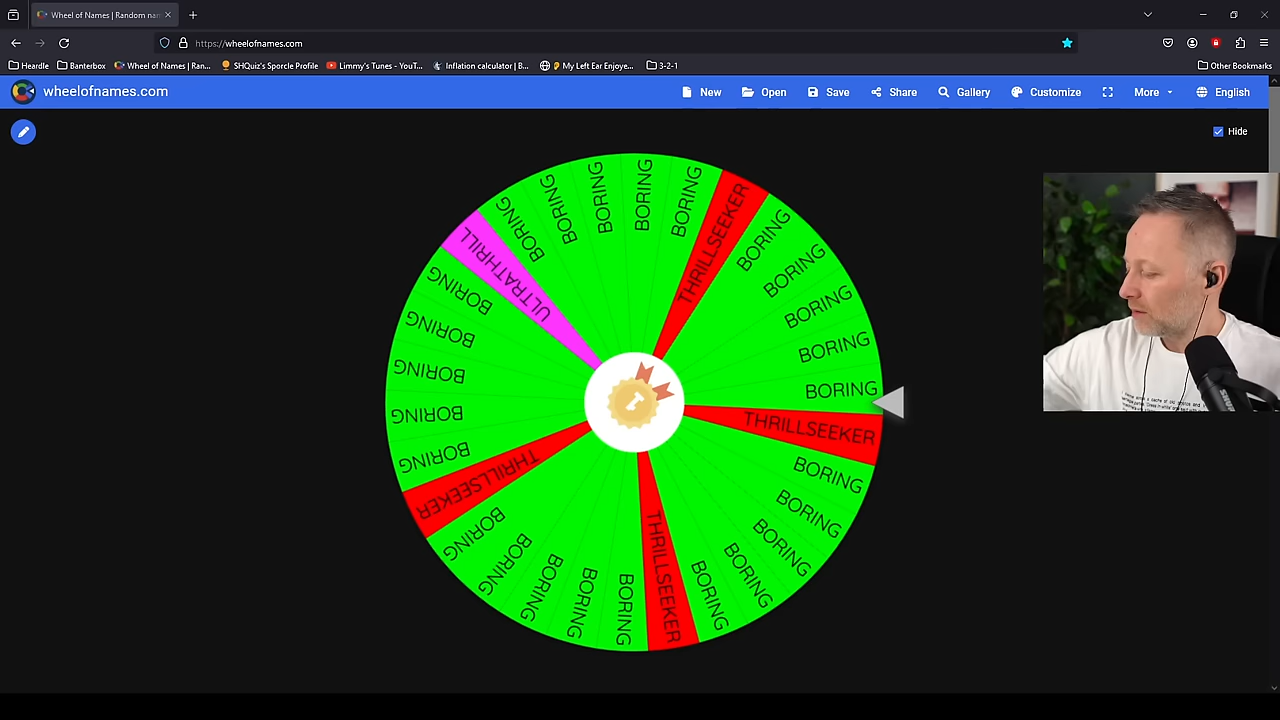 Wheel of Names | Random nam
https://wheelofnames.com
Heardle
Banterbox
Wheel of Names | Ran...
SHQuiz's Sporcle Profile
Limmy's Tunes - YouT...
Inflation calculator | B...
My Left Ear Enjoye...
3-2-1
Other Bookmarks
wheelofnames.com
New
Open
Save
Share
Gallery
Customize
More
English
Hide
BORING
BORING
BORING
BORING
BORING
THRILLSEEKER
BORING
BORING
BORING
BORING
BORING
THRILLSEEKER
BORING
BORING
BORING
BORING
BORING
THRILLSEEKER
BORING
BORING
BORING
BORING
BORING
THRILLSEEKER
BORING
BORING
BORING
BORING
BORING
ULTRATHRILL
1